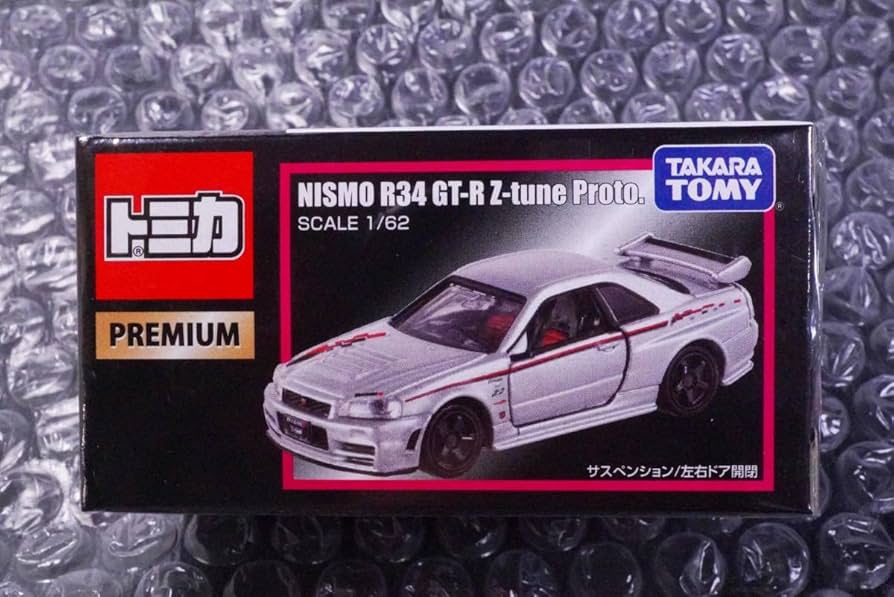 トミカ
®
PREMIUM
NISMO R34 GT-R Z-tune Proto.
SCALE 1/62
TAKARA
TOMY
®
サスペンション/左右ドア開閉